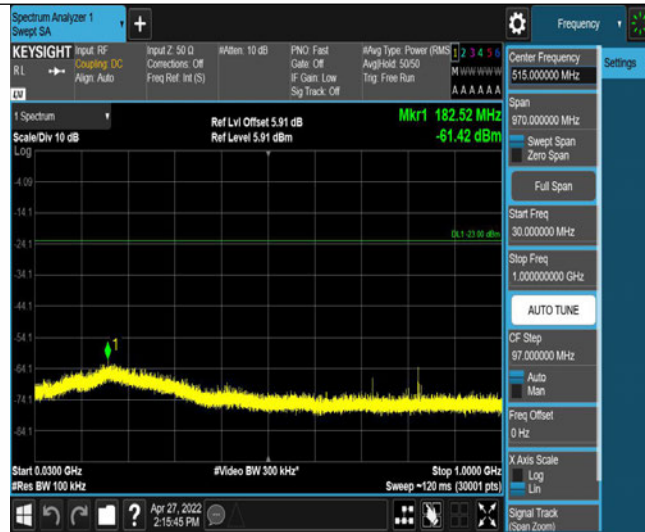 Spectrum Analyzer 1
Swept SA
Frequency
KEYSIGHT
Input: RF
Coupling: DC
Align: Auto
Input Z: 50 Ω
Corrections: Off
Freq Ref: Int (S)
#Atten: 10 dB
PNO: Fast
Gate: Off
IF Gain: Low
Sig Track: Off
#Avg Type: Power (RMS
Avg|Hold: 50/50
Trig: Free Run
1 2 3 4 5 6
M W W W W W
A A A A A A
R L
1 Spectrum
Scale/Div 10 dB
Log
Ref Lvl Offset 5.91 dB
Ref Level 5.91 dBm
Mkr1 182.52 MHz
-61.42 dBm
-4.09
-14.1
-24.1
-34.1
-44.1
-54.1
-64.1
-74.1
-84.1
DL1 -23.00 dBm
1
Start 0.0300 GHz
#Res BW 100 kHz
#Video BW 300 kHz*
Stop 1.0000 GHz
Sweep ~120 ms (30001 pts)
Apr 27, 2022
2:15:45 PM
Center Frequency
515.000000 MHz
Settings
Span
970.000000 MHz
Swept Span
Zero Span
Full Span
Start Freq
30.000000 MHz
Stop Freq
1.000000000 GHz
AUTO TUNE
CF Step
97.000000 MHz
Auto
Man
Freq Offset
0 Hz
X Axis Scale
Log
Lin
Signal Track
(Span Zoom)